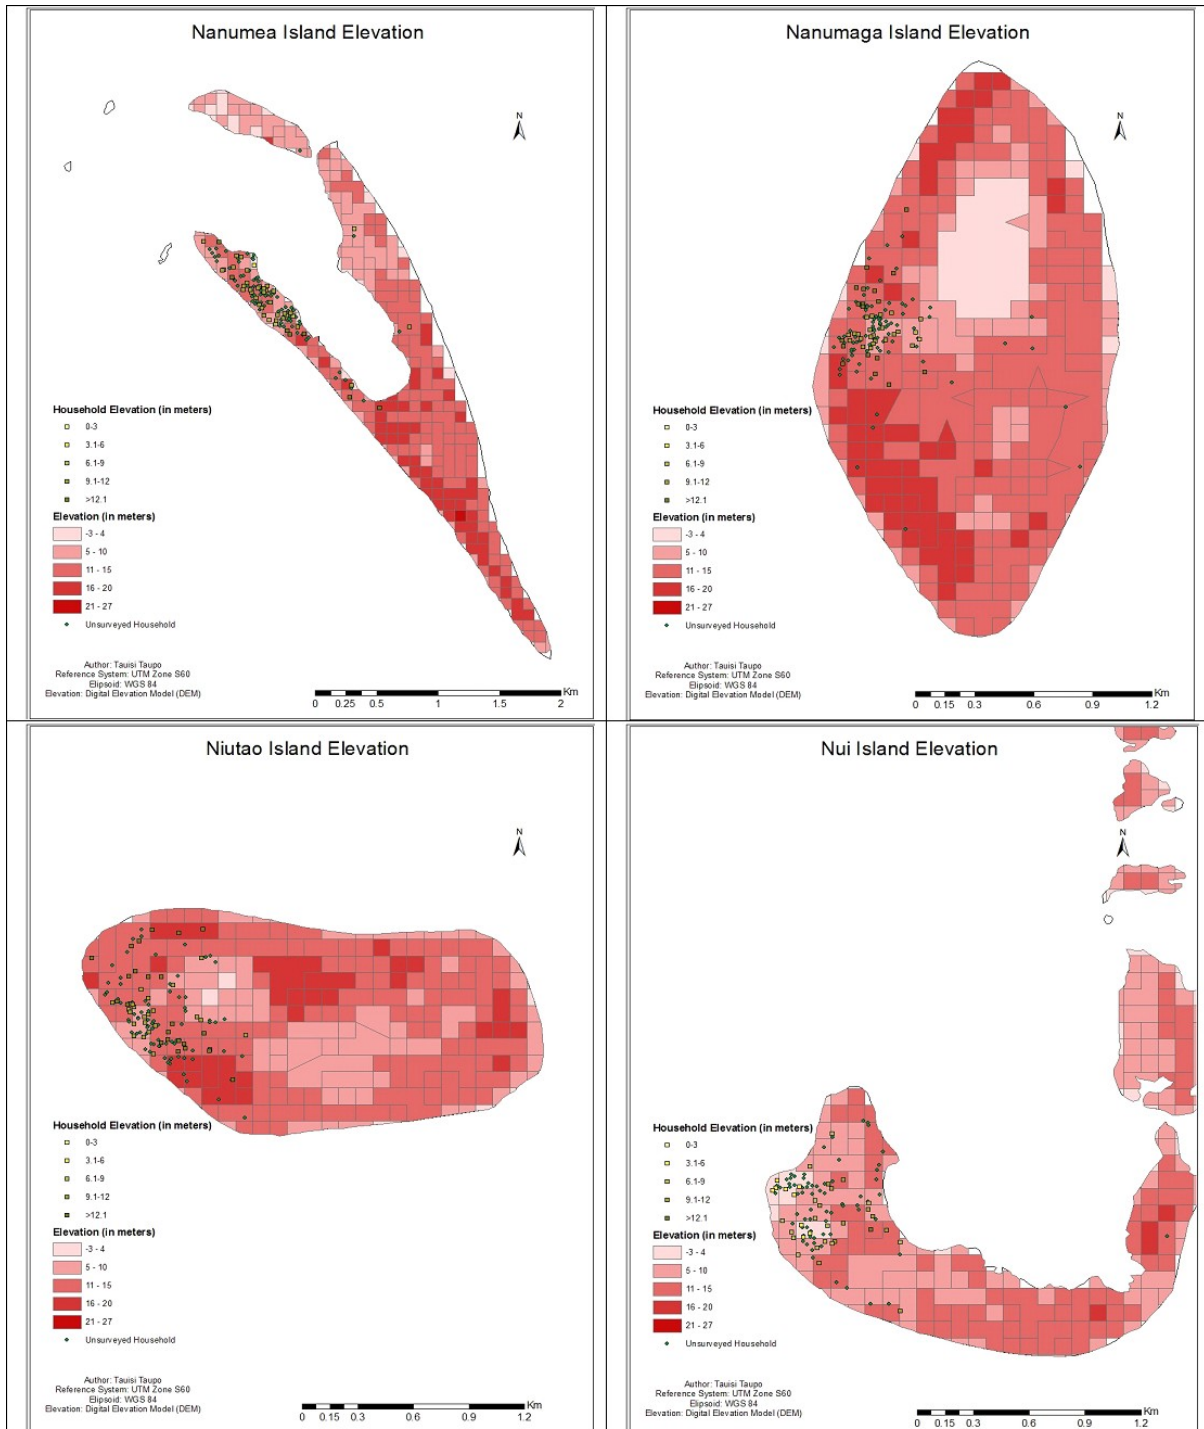 Nanumea Island Elevation
N
Household Elevation (in meters)
0-3
3.1-6
6.1-9
9.1-12
>12.1
Elevation (in meters)
-3 - 4
5 - 10
11 - 15
16 - 20
21 - 27
Unsurveyed Household
Author: Tauisi Taupo
Reference System: UTM Zone S60
Elipsoid: WGS 84
Elevation: Digital Elevation Model (DEM)
Km
0 0.25 0.5 1 1.5 2
Nanumaga Island Elevation
N
Household Elevation (in meters)
0-3
3.1-6
6.1-9
9.1-12
>12.1
Elevation (in meters)
-3 - 4
5 - 10
11 - 15
16 - 20
21 - 27
Unsurveyed Household
Author: Tauisi Taupo
Reference System: UTM Zone S60
Elipsoid: WGS 84
Elevation: Digital Elevation Model (DEM)
Km
0 0.15 0.3 0.6 0.9 1.2
Niutao Island Elevation
N
Household Elevation (in meters)
0-3
3.1-6
6.1-9
9.1-12
>12.1
Elevation (in meters)
-3 - 4
5 - 10
11 - 15
16 - 20
21 - 27
Unsurveyed Household
Author: Tauisi Taupo
Reference System: UTM Zone S60
Elipsoid: WGS 84
Elevation: Digital Elevation Model (DEM)
Km
0 0.15 0.3 0.6 0.9 1.2
Nui Island Elevation
N
Household Elevation (in meters)
0-3
3.1-6
6.1-9
9.1-12
>12.1
Elevation (in meters)
-3 - 4
5 - 10
11 - 15
16 - 20
21 - 27
Unsurveyed Household
Author: Tauisi Taupo
Reference System: UTM Zone S60
Elipsoid: WGS 84
Elevation: Digital Elevation Model (DEM)
Km
0 0.15 0.3 0.6 0.9 1.2